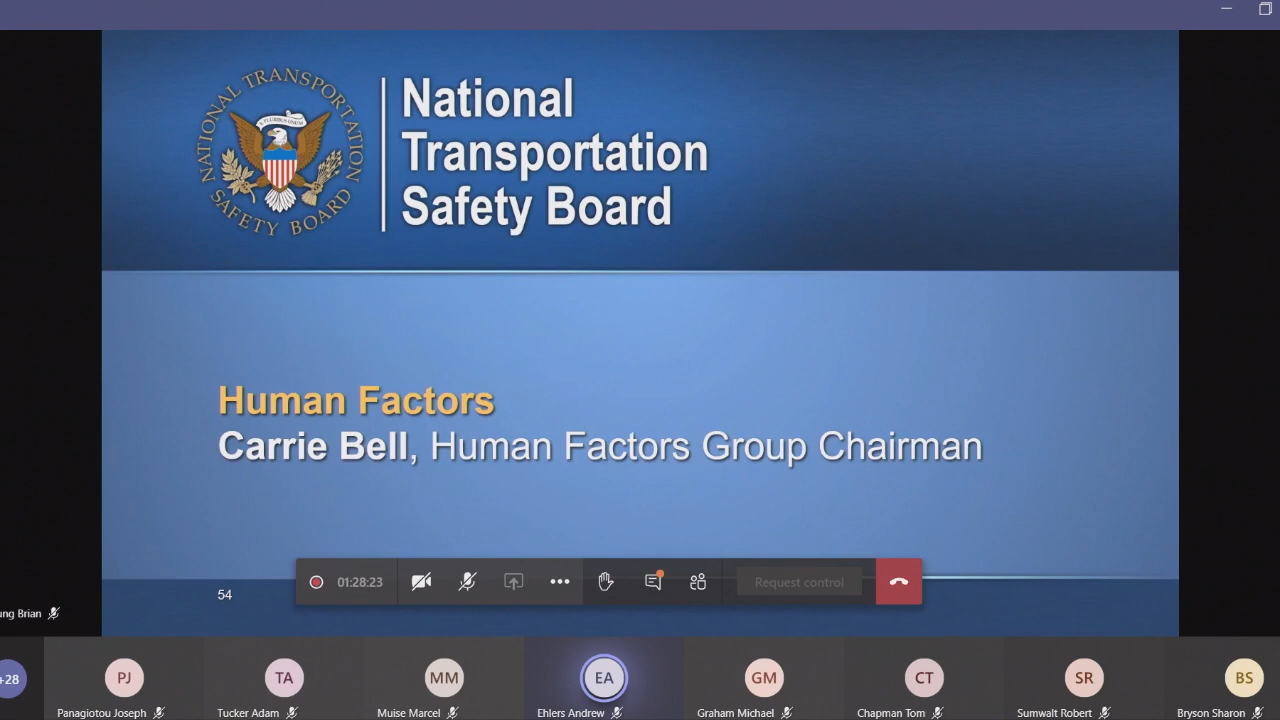 NATIONAL TRANSPORTATION SAFETY BOARD
E PLURIBUS UNUM
National
Transportation
Safety Board
Human Factors
Carrie Bell, Human Factors Group Chairman
54
01:28:23
Request control
ung Brian
+28
PJ
TA
MM
EA
GM
CT
SR
BS
Panagiotou Joseph
Tucker Adam
Muise Marcel
Ehlers Andrew
Graham Michael
Chapman Tom
Sumwalt Robert
Bryson Sharon